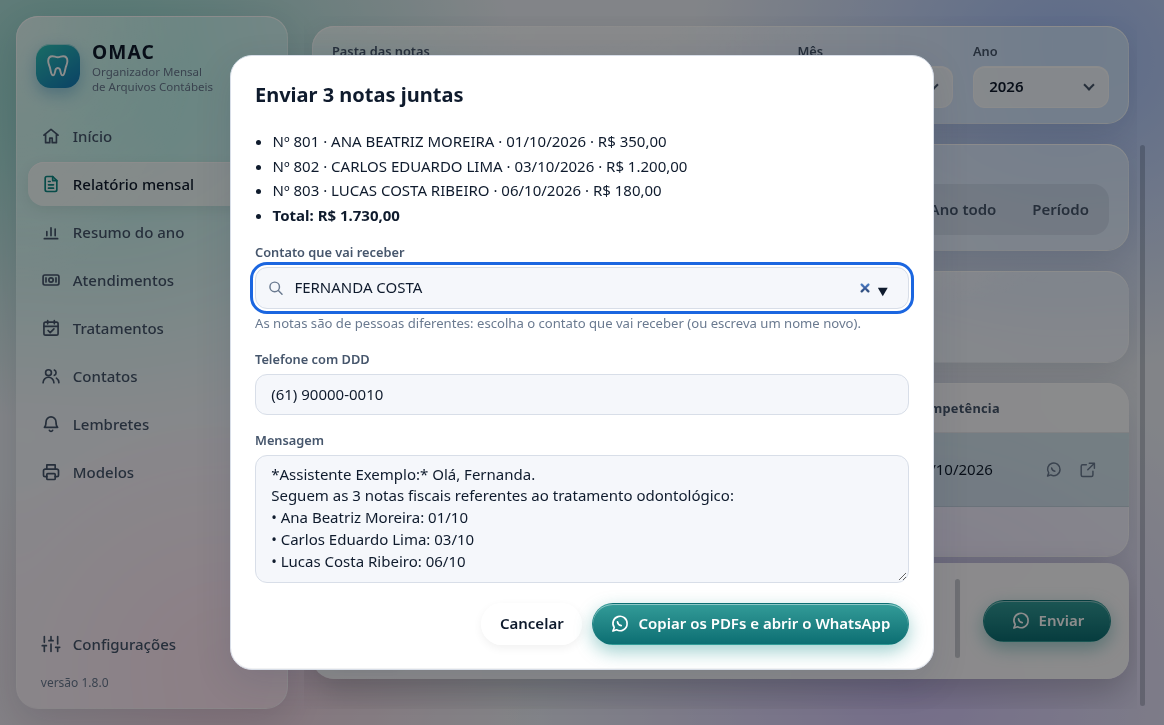 OMAC
Organizador Mensal
de Arquivos Contábeis
Início
Relatório mensal
Resumo do ano
Atendimentos
Tratamentos
Contatos
Lembretes
Modelos
Configurações
versão 1.8.0
Pasta das notas
Mês
Ano
2026
Ano todo
Período
/10/2026
Enviar
Enviar 3 notas juntas
• Nº 801 · ANA BEATRIZ MOREIRA · 01/10/2026 · R$ 350,00
• Nº 802 · CARLOS EDUARDO LIMA · 03/10/2026 · R$ 1.200,00
• Nº 803 · LUCAS COSTA RIBEIRO · 06/10/2026 · R$ 180,00
• Total: R$ 1.730,00
Contato que vai receber
FERNANDA COSTA
As notas são de pessoas diferentes: escolha o contato que vai receber (ou escreva um nome novo).
Telefone com DDD
(61) 90000-0010
Mensagem
*Assistente Exemplo:* Olá, Fernanda.
Seguem as 3 notas fiscais referentes ao tratamento odontológico:
• Ana Beatriz Moreira: 01/10
• Carlos Eduardo Lima: 03/10
• Lucas Costa Ribeiro: 06/10
Cancelar
Copiar os PDFs e abrir o WhatsApp